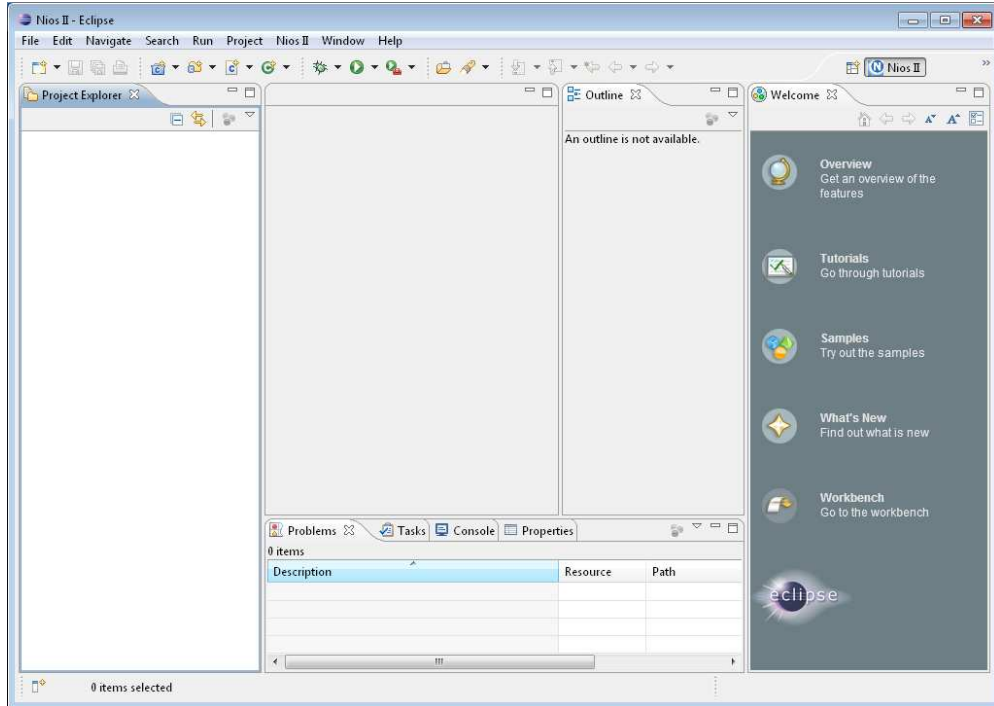 Nios II - Eclipse
File Edit Navigate Search Run Project Nios II Window Help
Nios II
Project Explorer
Outline
Welcome
An outline is not available.
Overview
Get an overview of the
features
Tutorials
Go through tutorials
Samples
Try out the samples
What's New
Find out what is new
Workbench
Go to the workbench
eclipse
Problems Tasks Console Properties
0 items
Description Resource Path
0 items selected